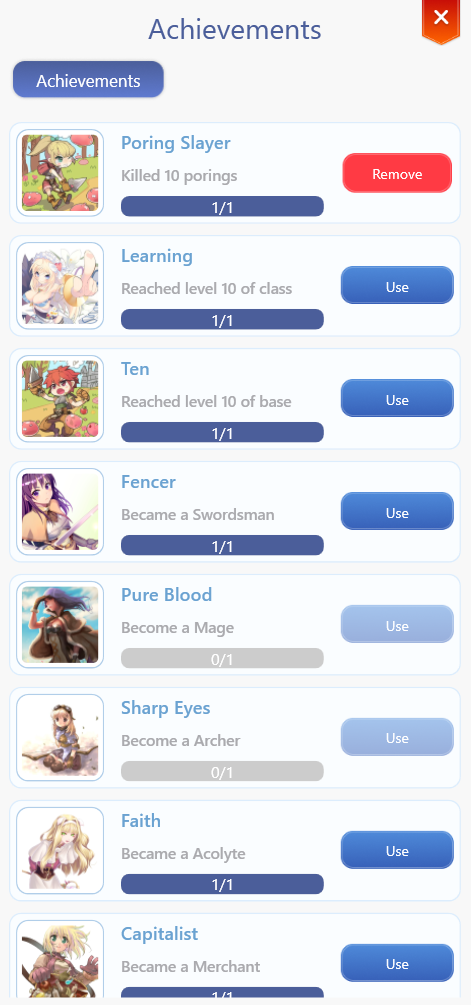 Achievements
Achievements
Poring Slayer
Killed 10 porings
1/1
Remove
Learning
Reached level 10 of class
1/1
Use
Ten
Reached level 10 of base
1/1
Use
Fencer
Became a Swordsman
1/1
Use
Pure Blood
Become a Mage
0/1
Use
Sharp Eyes
Become a Archer
0/1
Use
Faith
Became a Acolyte
1/1
Use
Capitalist
Became a Merchant
1/1
Use